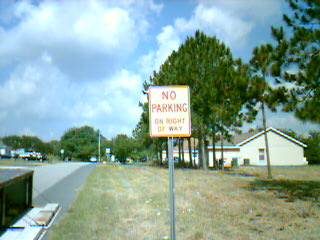 NO
PARKING
ON RIGHT
OF WAY